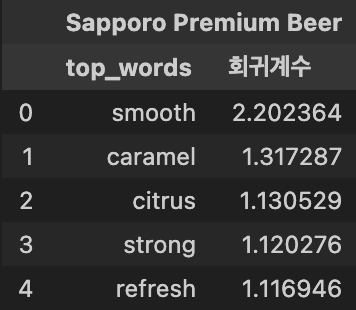 Sapporo Premium Beer
top_words 회귀계수
0 smooth 2.202364
1 caramel 1.317287
2 citrus 1.130529
3 strong 1.120276
4 refresh 1.116946